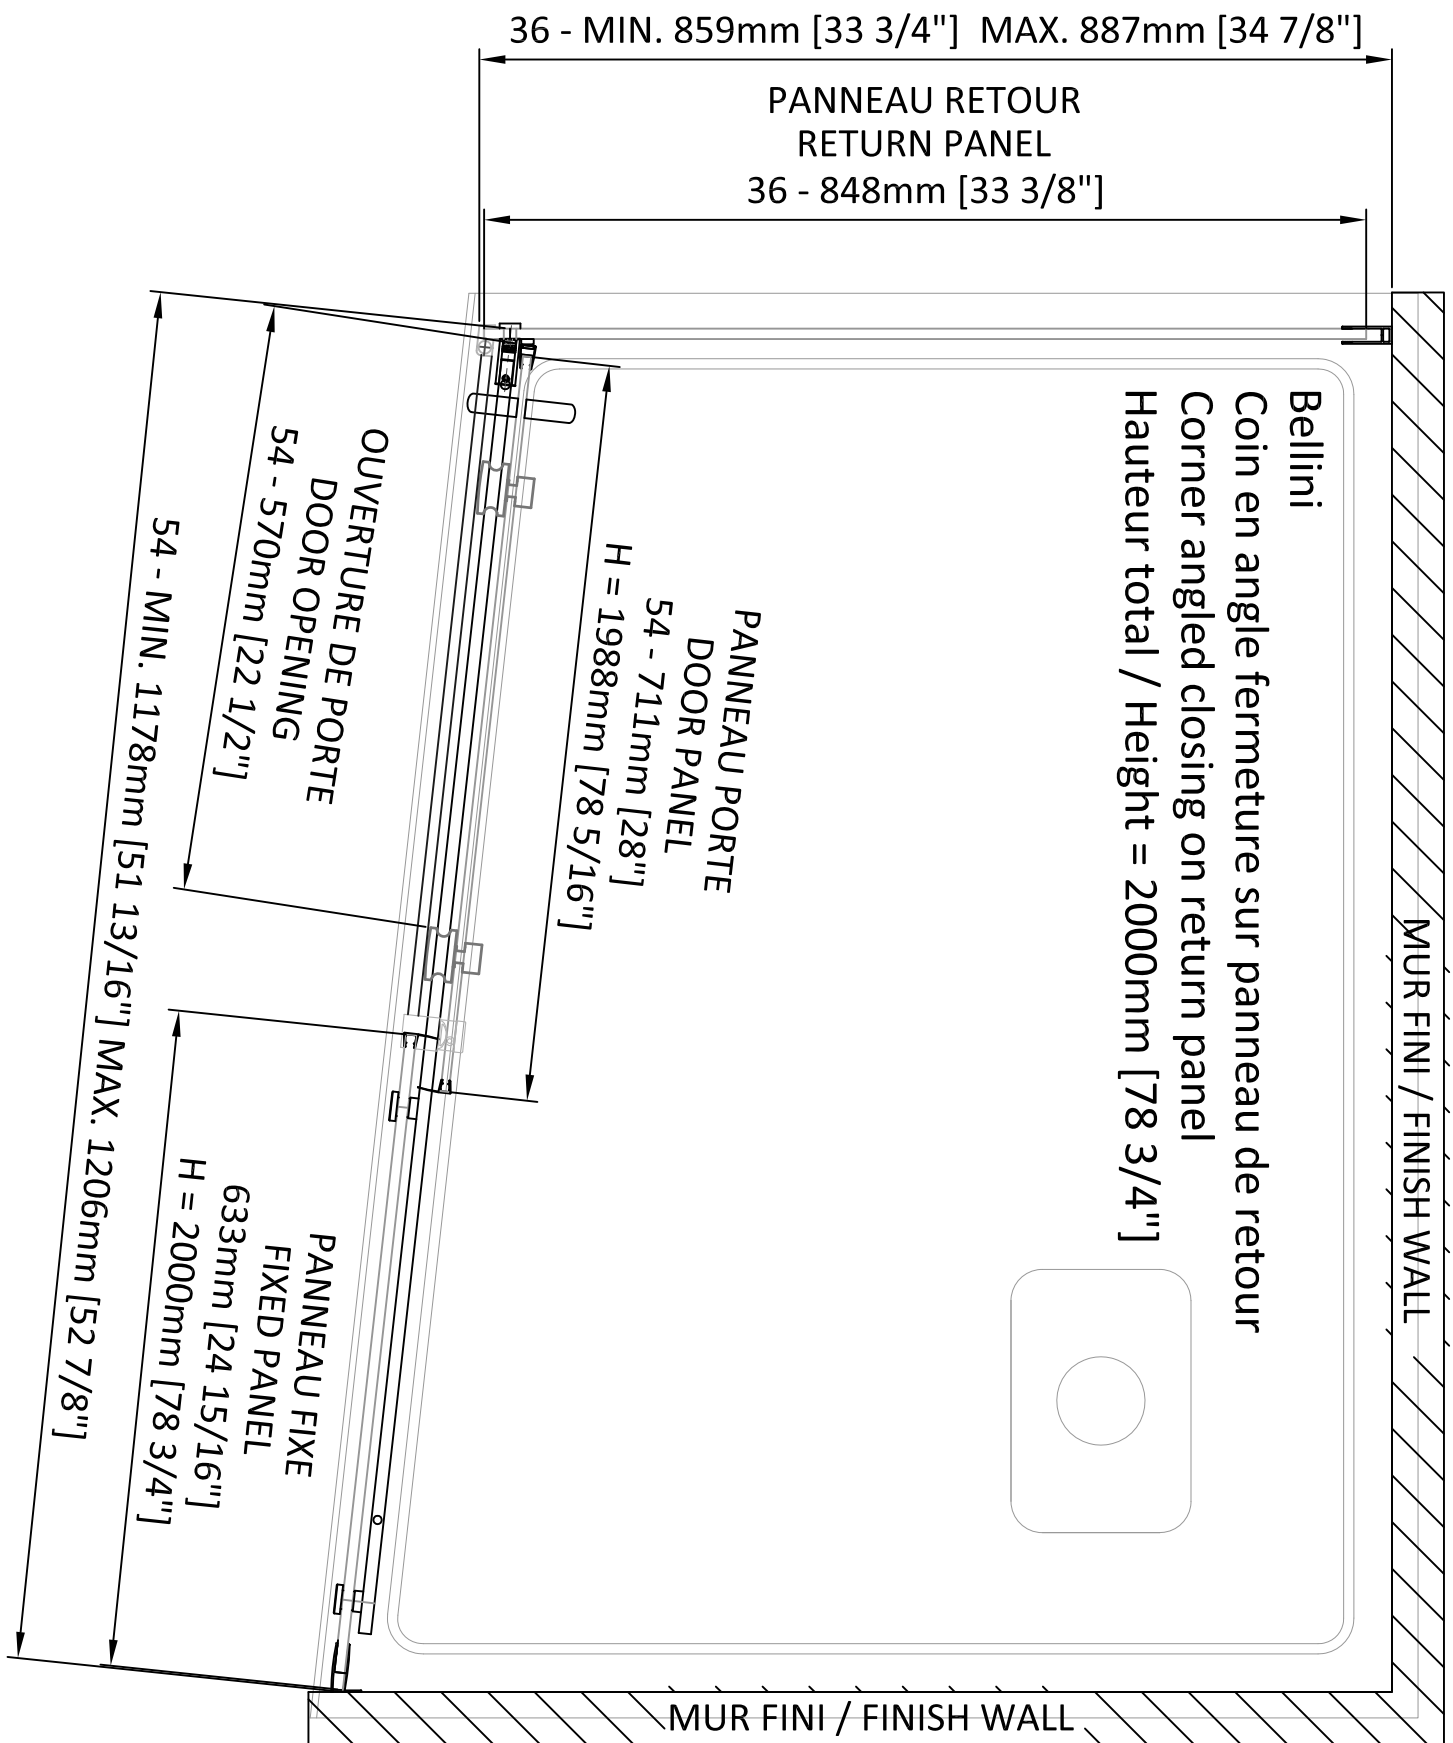 36 - MIN. 859mm [33 3/4"]  MAX. 887mm [34 7/8"]
PANNEAU RETOUR
RETURN PANEL
36 - 848mm [33 3/8"]
Bellini
Coin en angle fermeture sur panneau de retour
Corner angled closing on return panel
Hauteur total / Height = 2000mm [78 3/4"]
MUR FINI / FINISH WALL
PANNEAU PORTE
DOOR PANEL
54 - 711mm [28"]
H = 1988mm [78 5/16"]
OUVERTURE DE PORTE
DOOR OPENING
54 - 570mm [22 1/2"]
54 - MIN. 1178mm [51 13/16"] MAX. 1206mm [52 7/8"]
PANNEAU FIXE
FIXED PANEL
633mm [24 15/16"]
H = 2000mm [78 3/4"]
MUR FINI / FINISH WALL